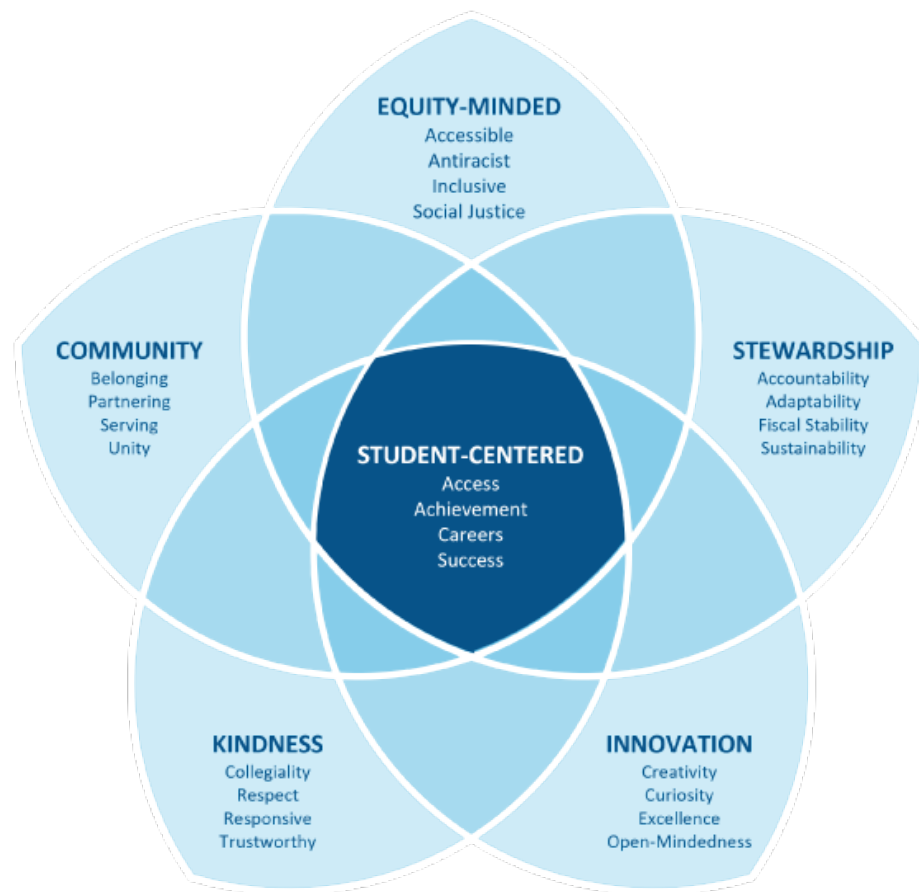 EQUITY-MINDED
Accessible
Antiracist
Inclusive
Social Justice
COMMUNITY
Belonging
Partnering
Serving
Unity
STEWARDSHIP
Accountability
Adaptability
Fiscal Stability
Sustainability
STUDENT-CENTERED
Access
Achievement
Careers
Success
KINDNESS
Collegiality
Respect
Responsive
Trustworthy
INNOVATION
Creativity
Curiosity
Excellence
Open-Mindedness